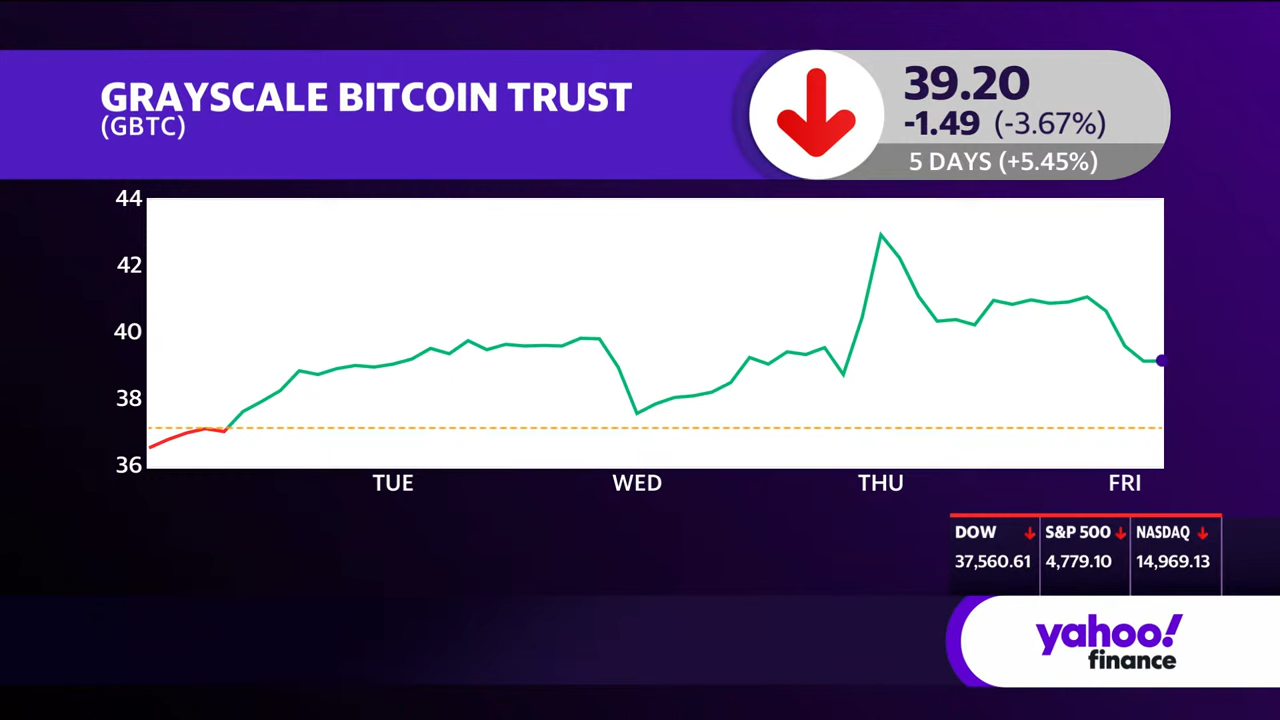 GRAYSCALE BITCOIN TRUST
(GBTC)
39.20
-1.49 (-3.67%)
5 DAYS (+5.45%)
44
42
40
38
36
TUE WED THU FRI
DOW S&P 500 NASDAQ
37,560.61 4,779.10 14,969.13
yahoo!
finance